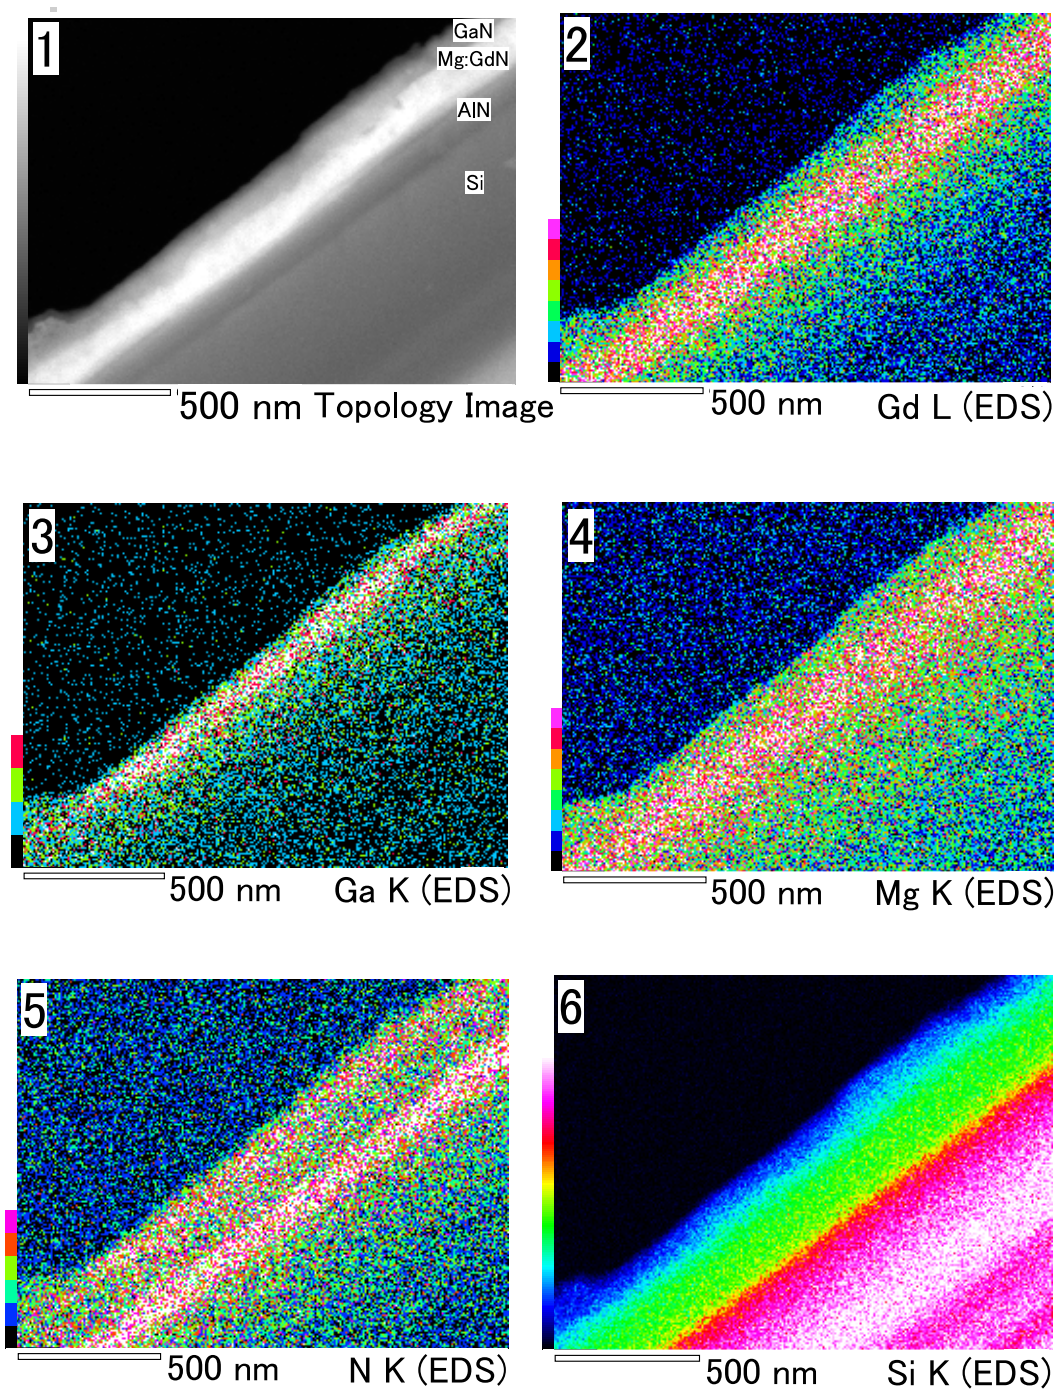 1
GaN
Mg:GdN
AlN
Si
500 nm Topology Image
2
500 nm Gd L (EDS)
3
500 nm Ga K (EDS)
4
500 nm Mg K (EDS)
5
500 nm N K (EDS)
6
500 nm Si K (EDS)